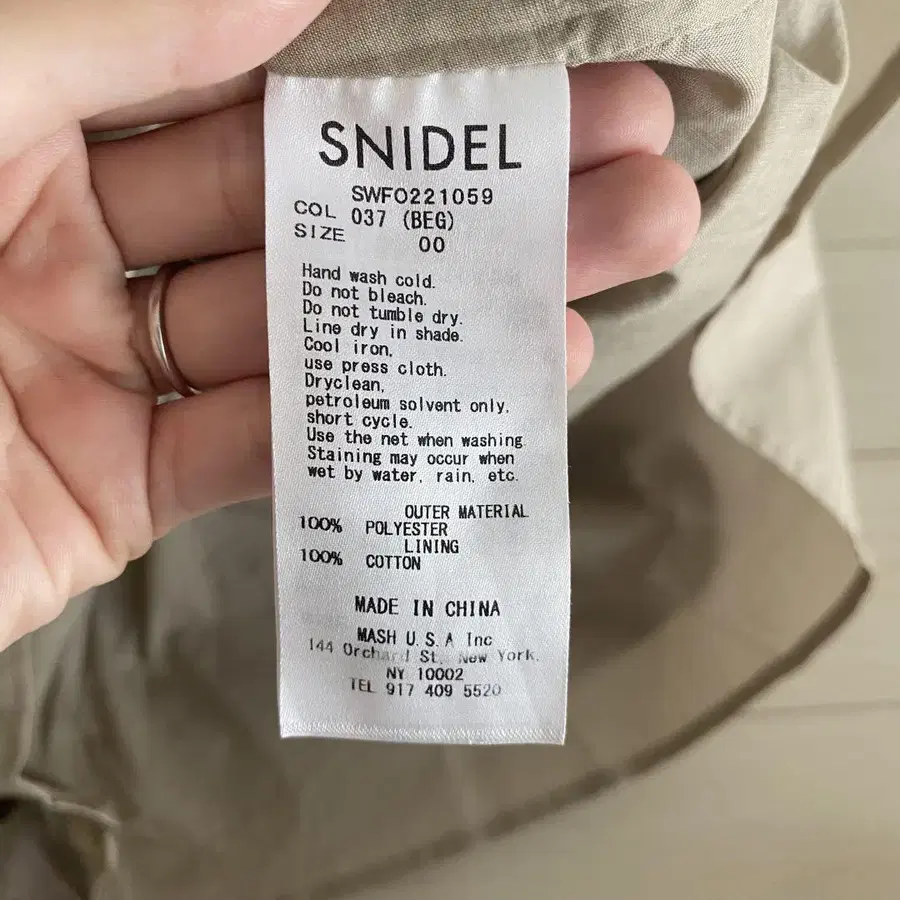 SNIDEL
SWFO221059
COL 037 (BEG)
SIZE 00
Hand wash cold.
Do not bleach.
Do not tumble dry.
Line dry in shade.
Cool iron,
use press cloth.
Dryclean,
petroleum solvent only,
short cycle.
Use the net when washing
Staining may occur when
wet by water, rain, etc.
OUTER MATERIAL
100% POLYESTER
LINING
100% COTTON
MADE IN CHINA
MASH U.S.A Inc
144 Orchard St, New York,
NY 10002
TEL 917 409 5520